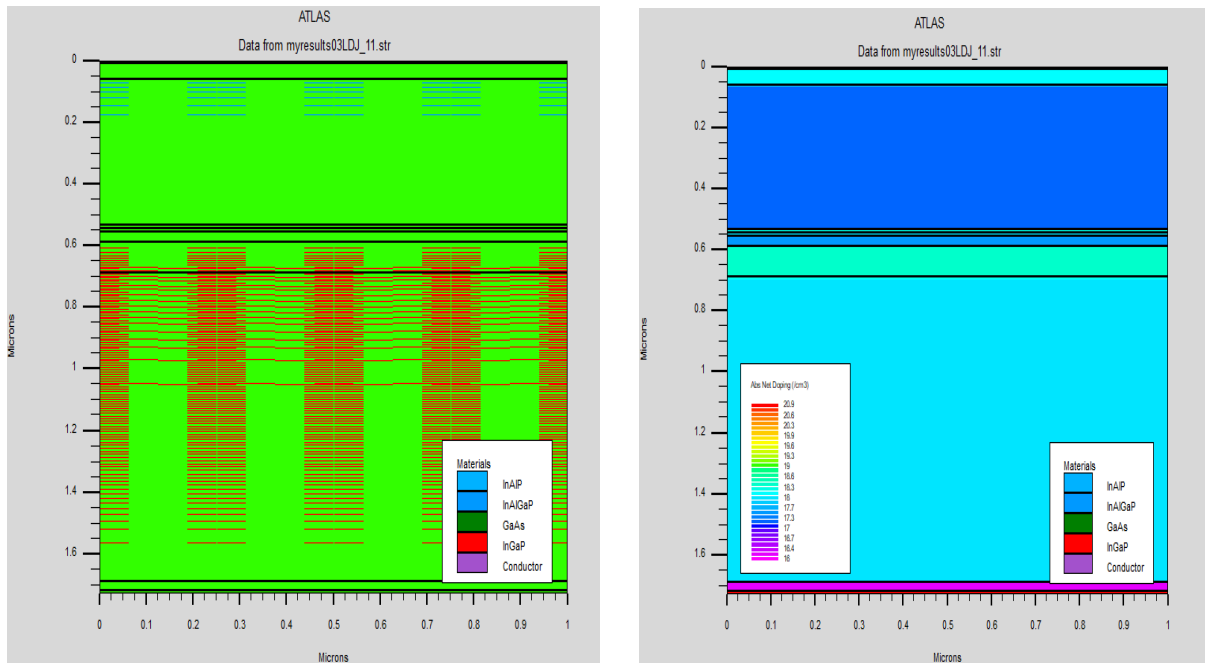 ATLAS
Data from myresults03LDJ_11.str
0
0.2
0.4
0.6
0.8
1
1.2
1.4
1.6
Microns
Materials
InAlP
InAlGaP
GaAs
InGaP
Conductor
0
0.1
0.2
0.3
0.4
0.5
0.6
0.7
0.8
0.9
1
Microns
ATLAS
Data from myresults03LDJ_11.str
0
0.2
0.4
0.6
0.8
1
1.2
1.4
1.6
Microns
Abs Net Doping (/cm3)
20.9
20.6
20.3
19.9
19.6
19.3
19
18.6
18.3
18
17.7
17.3
17
16.7
16.4
16
Materials
InAlP
InAlGaP
GaAs
InGaP
Conductor
0
0.1
0.2
0.3
0.4
0.5
0.6
0.7
0.8
0.9
1
Microns